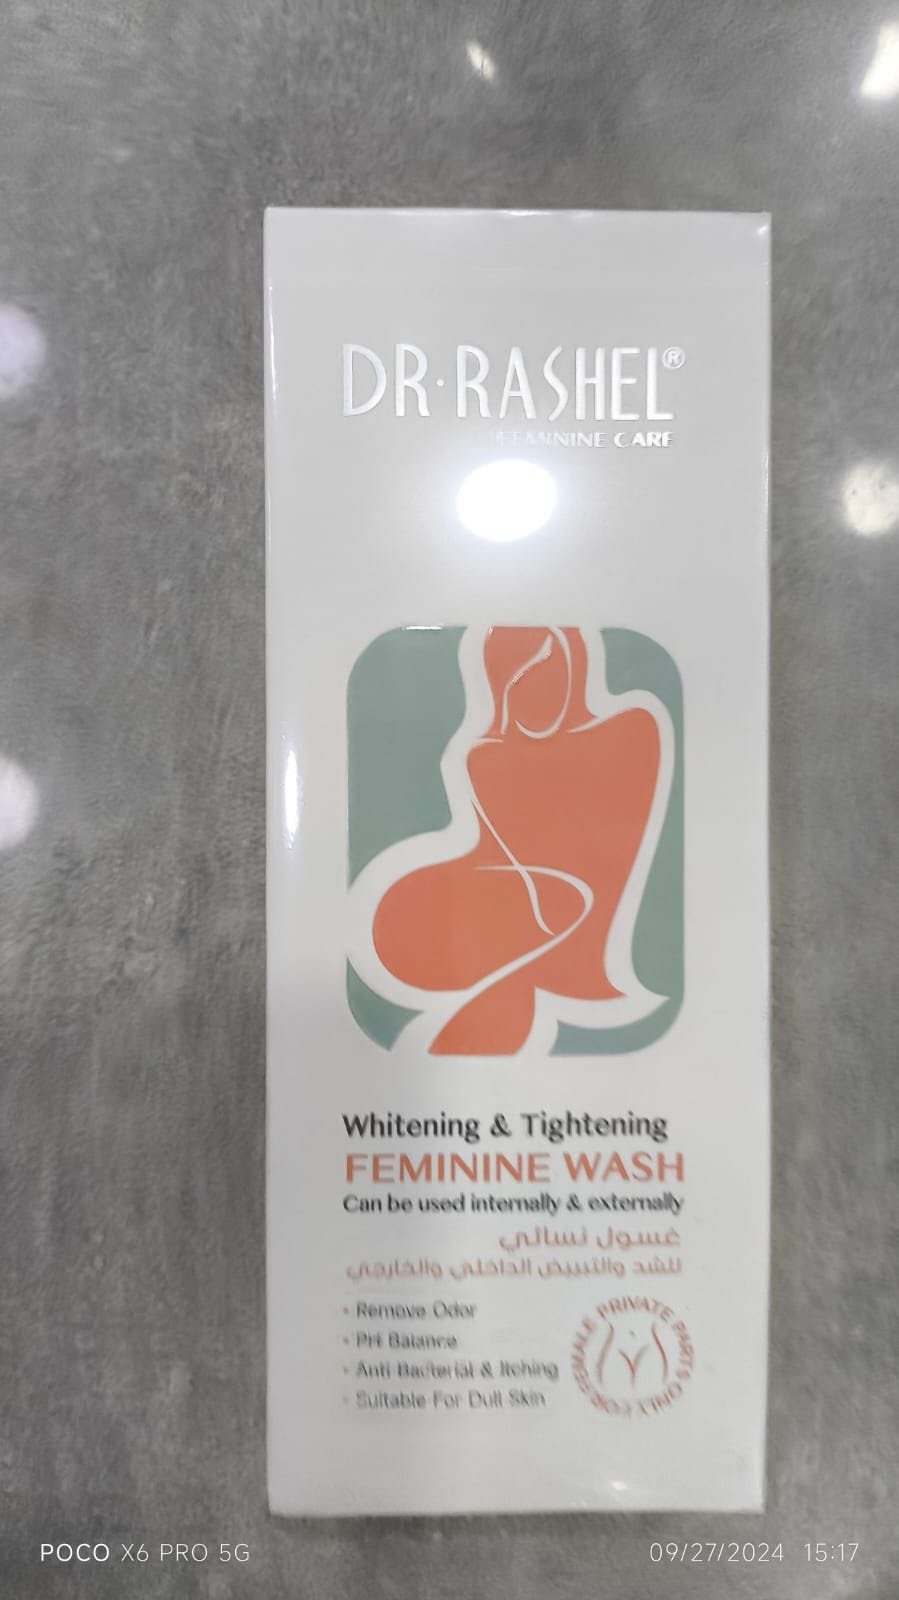 DR·RASHEL®
FEMININE CARE
Whitening & Tightening
FEMININE WASH
Can be used internally & externally
غسول نسائي
للشد والتبييض الداخلي والخارجي
• Remove Odor
• PH Balance
• Anti Bacterial & Itching
• Suitable For Dull Skin
FOR FEMALE PRIVATE PARTS ONLY
POCO X6 PRO 5G
09/27/2024 15:17